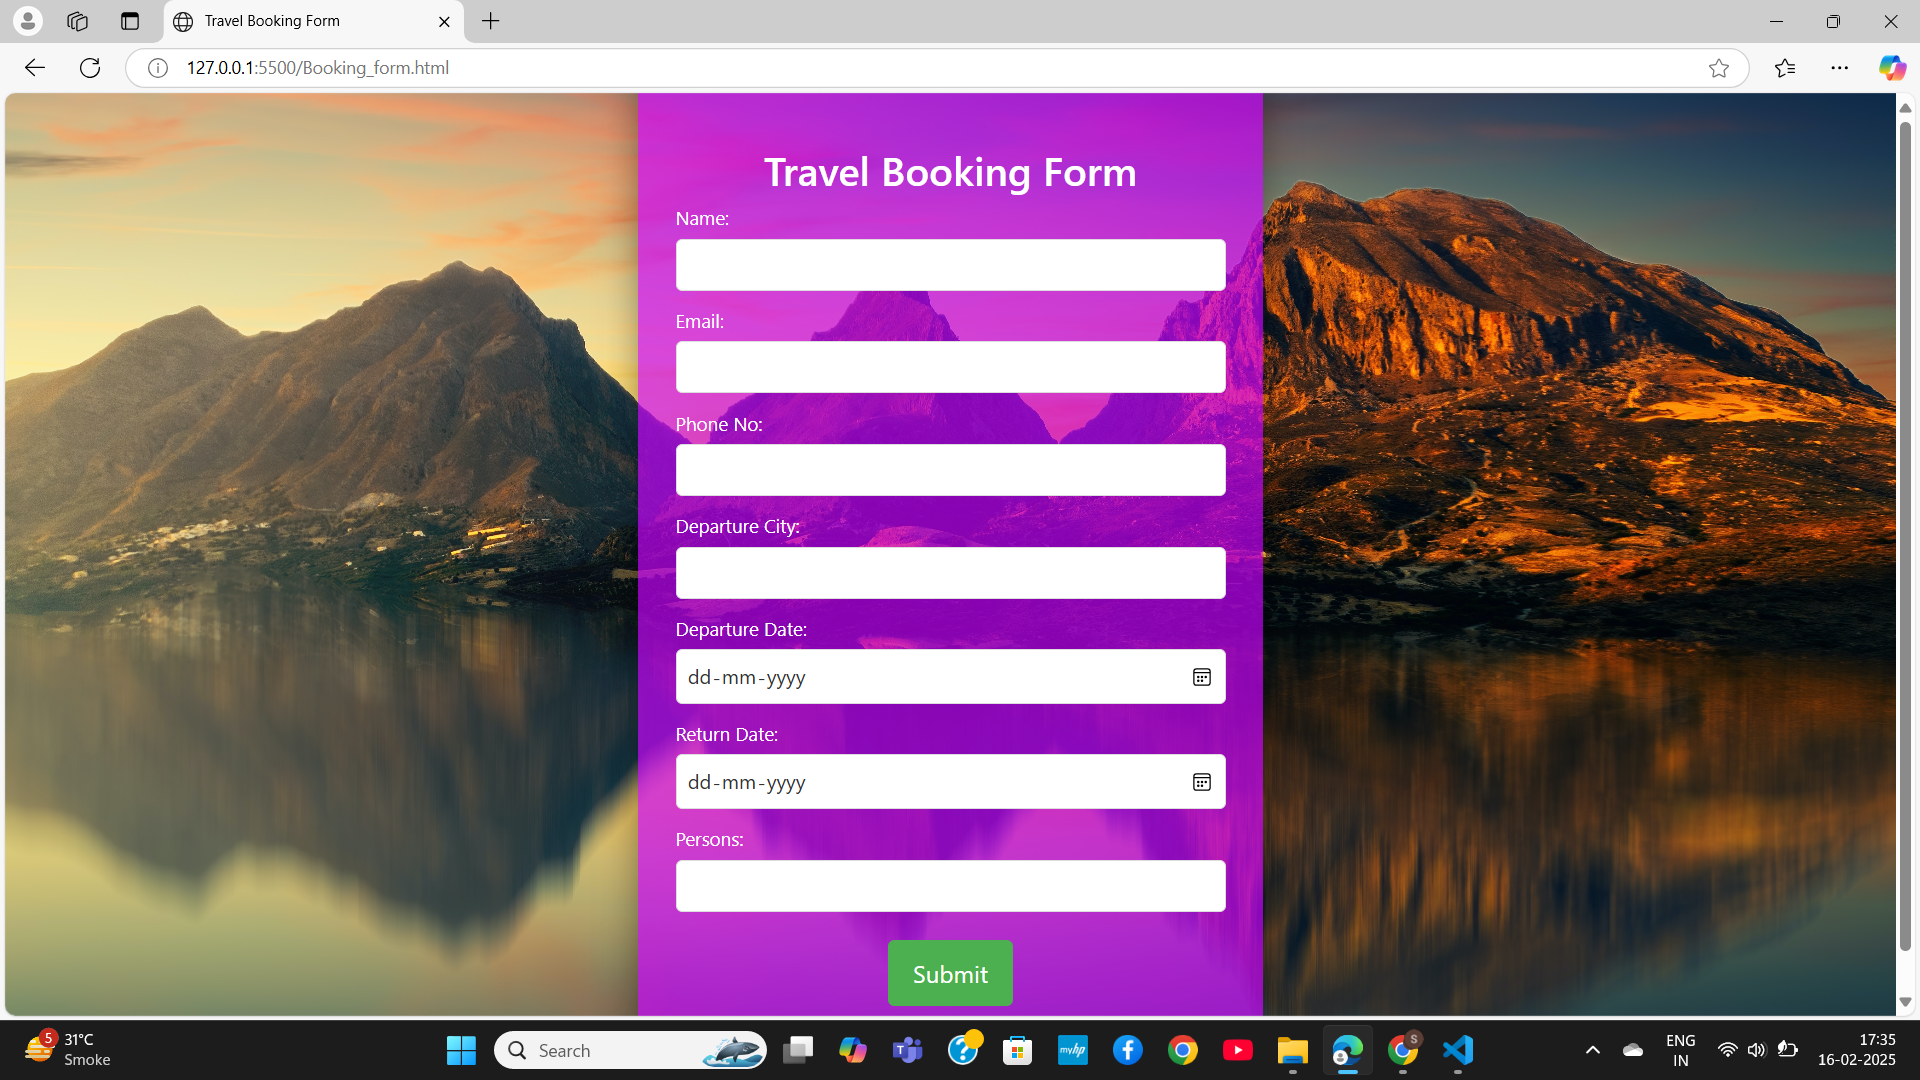 Travel Booking Form
127.0.0.1:5500/Booking_form.html
Travel Booking Form
Name:
Email:
Phone No:
Departure City:
Departure Date:
dd-mm-yyyy
Return Date:
dd-mm-yyyy
Persons:
Submit
5
31°C
Smoke
Search
T
?
myhp
S
ENG
IN
17:35
16-02-2025